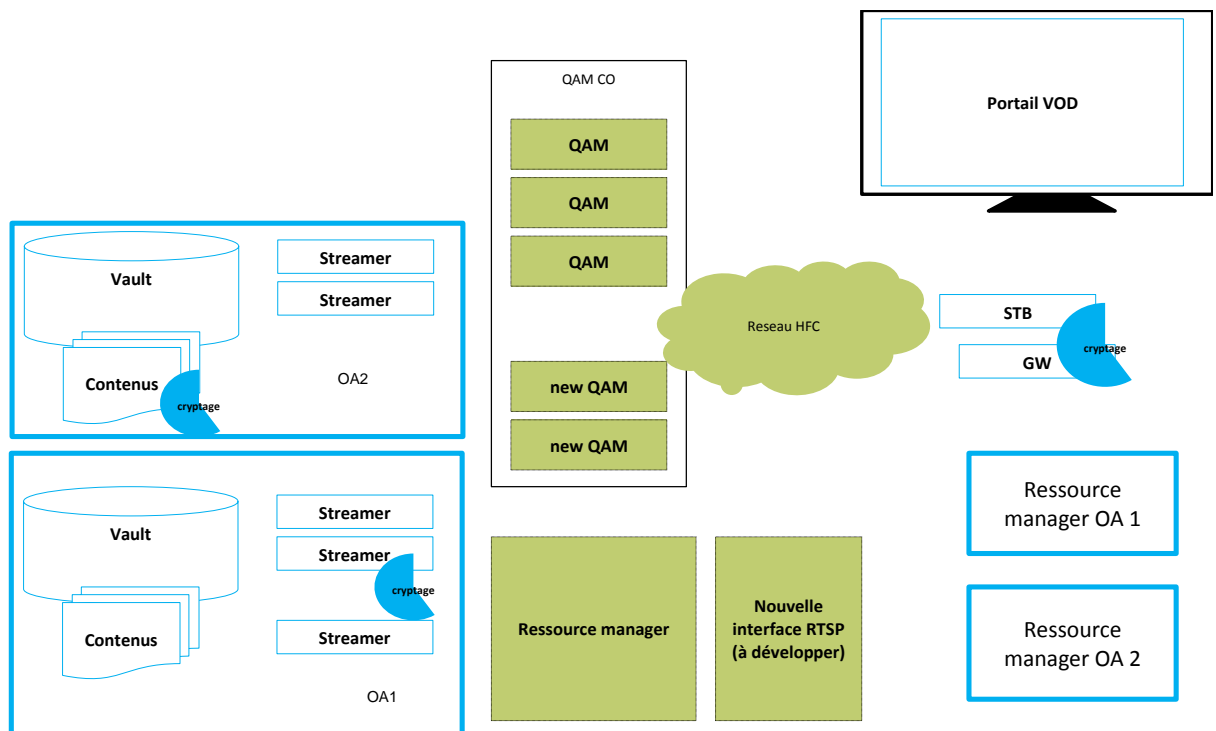 QAM CO
QAM
QAM
QAM
new QAM
new QAM
Portail VOD
Vault
Contenus
cryptage
Streamer
Streamer
OA2
Reseau HFC
STB
GW
cryptage
Vault
Contenus
Streamer
Streamer
cryptage
Streamer
OA1
Ressource manager
Nouvelle
interface RTSP
(à développer)
Ressource
manager OA 1
Ressource
manager OA 2